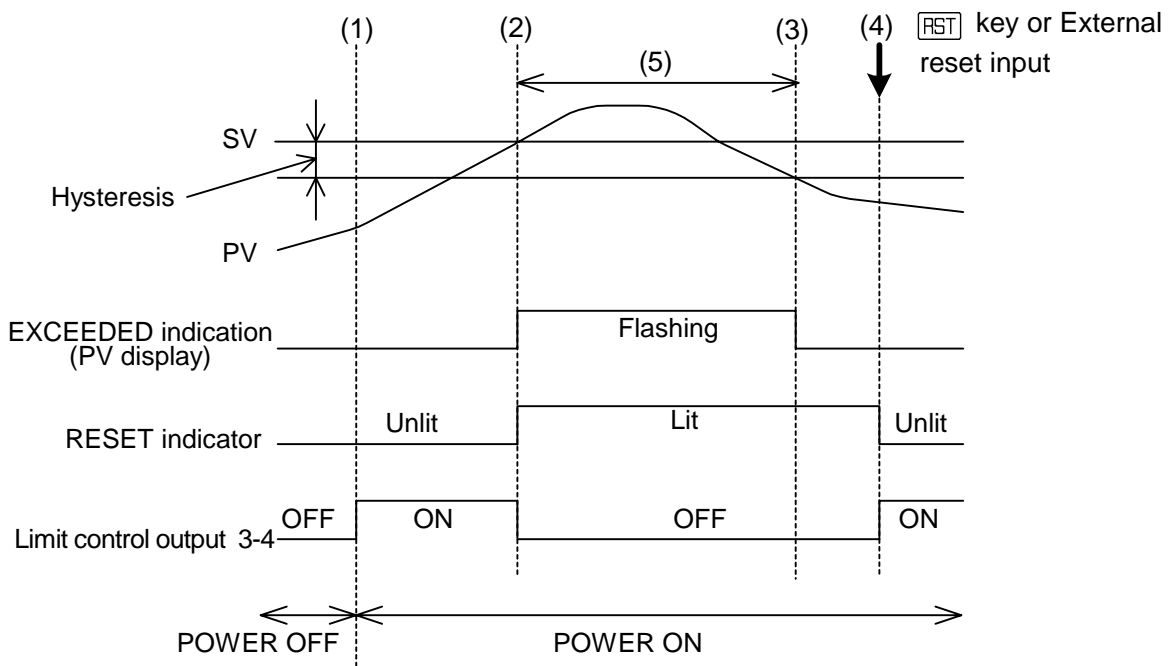 (1)
(2)
(3)
(4)
RST key or External
reset input
(5)
SV
Hysteresis
PV
EXCEEDED indication
(PV display)
Flashing
RESET indicator
Unlit
Lit
Unlit
Limit control output 3-4
OFF
ON
OFF
ON
POWER OFF
POWER ON